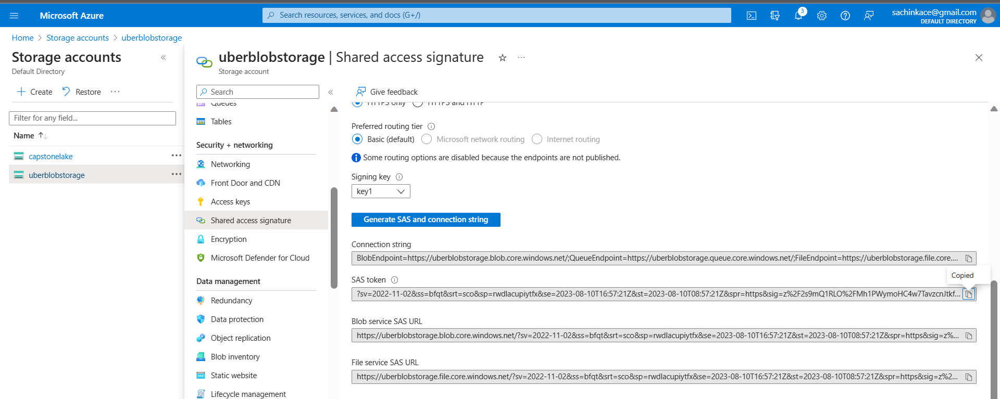 Microsoft Azure
Search resources, services, and docs (G+/)
3
sachinkace@gmail.com
DEFAULT DIRECTORY
Home > Storage accounts > uberblobstorage
Storage accounts
Default Directory
Create Restore ...
Filter for any field...
Name
capstonelake
uberblobstorage
uberblobstorage | Shared access signature
Storage account
Search
Queues
Tables
Security + networking
Networking
Front Door and CDN
Access keys
Shared access signature
Encryption
Microsoft Defender for Cloud
Data management
Redundancy
Data protection
Object replication
Blob inventory
Static website
Lifecycle management
Give feedback
HTTPS only HTTPS and HTTP
Preferred routing tier
Basic (default) Microsoft network routing Internet routing
Some routing options are disabled because the endpoints are not published.
Signing key
key1
Generate SAS and connection string
Connection string
BlobEndpoint=https://uberblobstorage.blob.core.windows.net/;QueueEndpoint=https://uberblobstorage.queue.core.windows.net/;FileEndpoint=https://uberblobstorage.file.core....
Copied
SAS token
?sv=2022-11-02&ss=bfqt&srt=sco&sp=rwdlacupiytfx&se=2023-08-10T16:57:21Z&st=2023-08-10T08:57:21Z&spr=https&sig=z%2F2s9mQ1RLO%2FMh1PWymoHC4w7TavzcnJtkf...
Blob service SAS URL
https://uberblobstorage.blob.core.windows.net/?sv=2022-11-02&ss=bfqt&srt=sco&sp=rwdlacupiytfx&se=2023-08-10T16:57:21Z&st=2023-08-10T08:57:21Z&spr=https&sig=z%...
File service SAS URL
https://uberblobstorage.file.core.windows.net/?sv=2022-11-02&ss=bfqt&srt=sco&sp=rwdlacupiytfx&se=2023-08-10T16:57:21Z&st=2023-08-10T08:57:21Z&spr=https&sig=z%2...